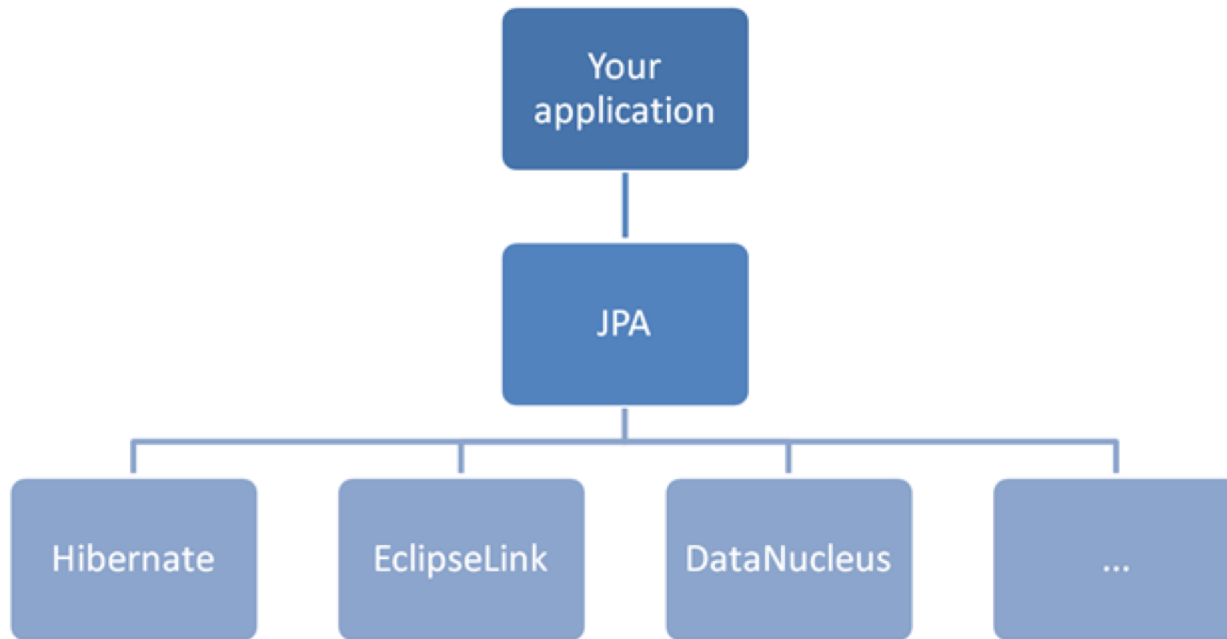 Your
application
JPA
Hibernate
EclipseLink
DataNucleus
...